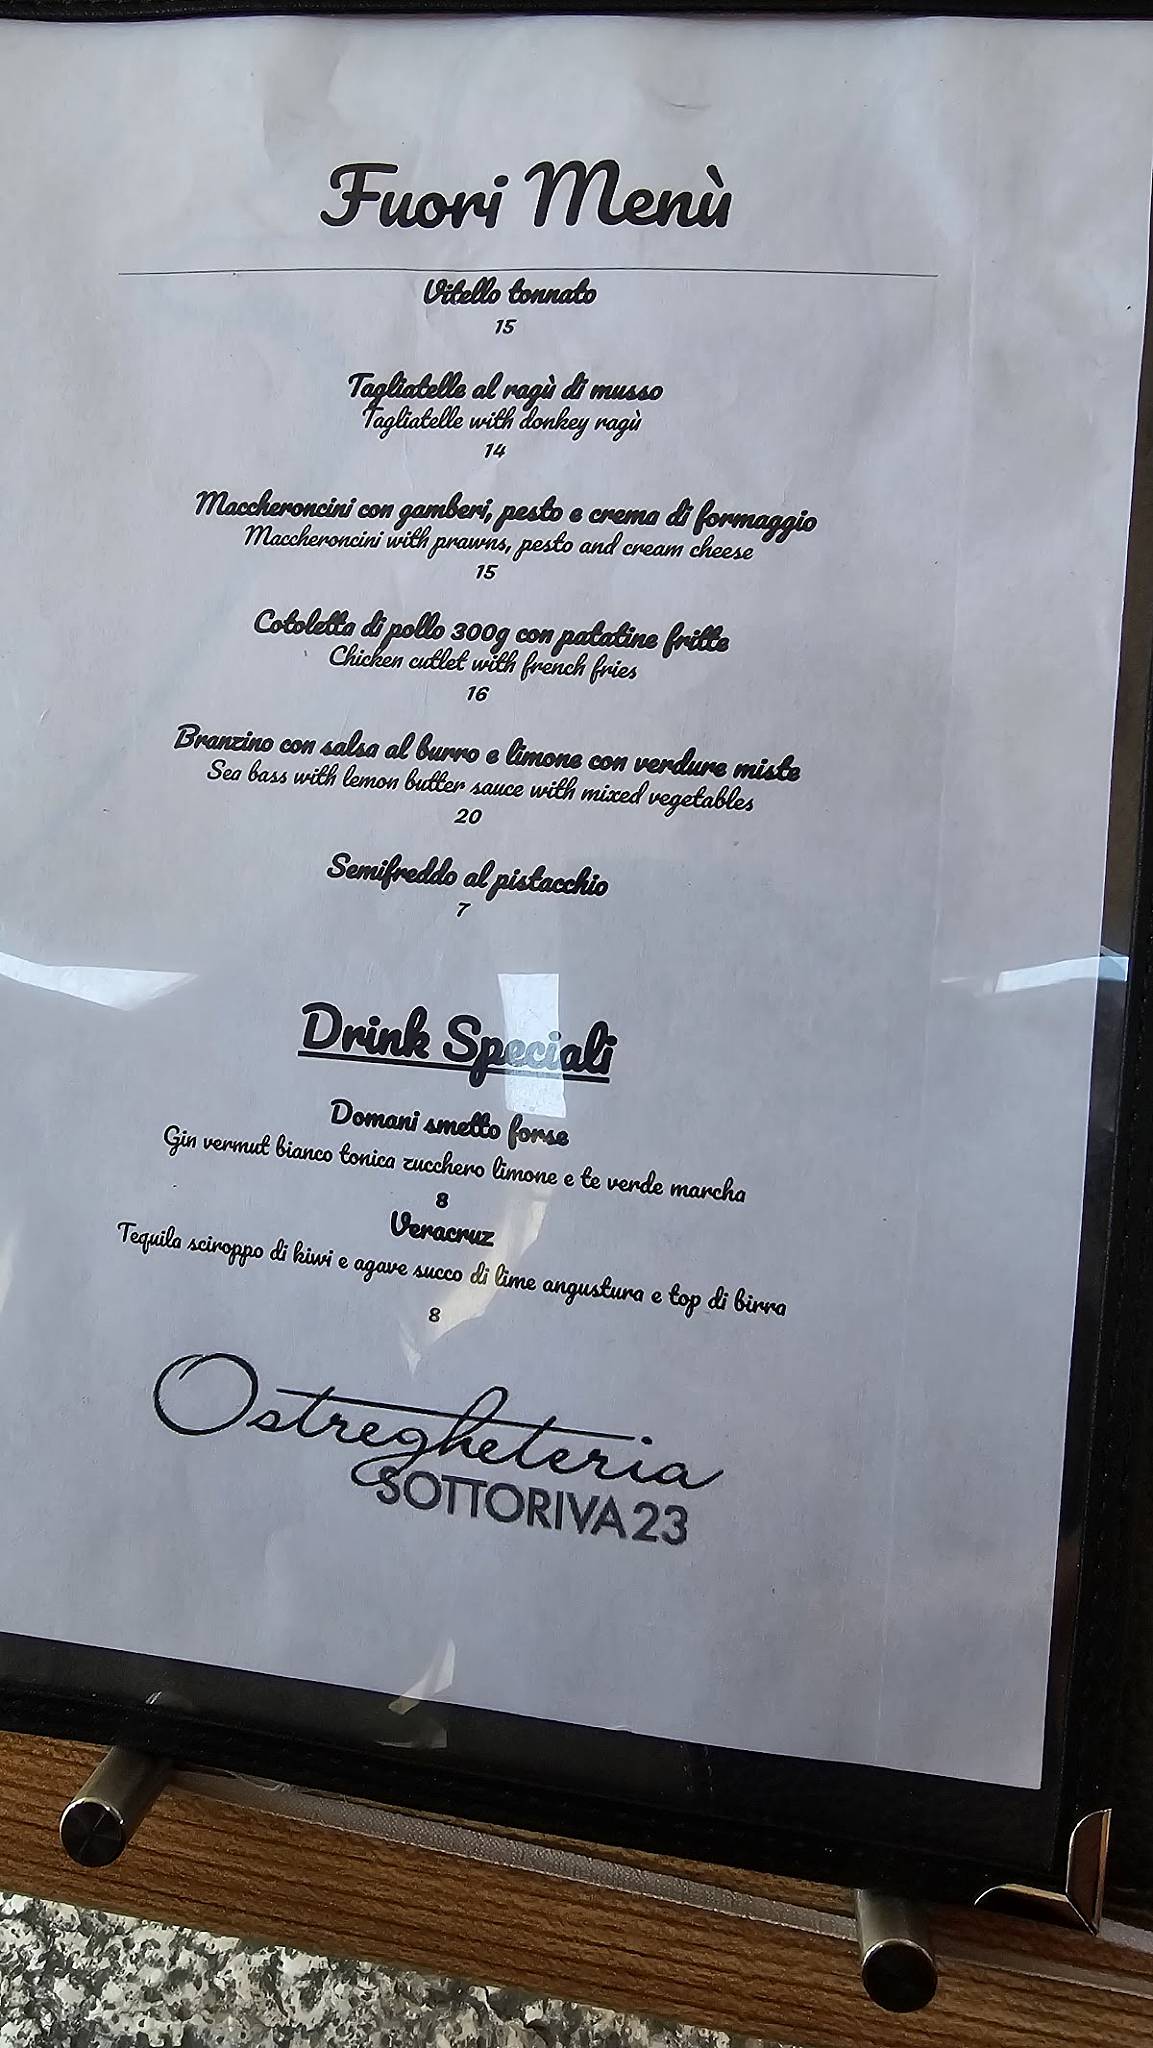 Fuori Menù
Vitello tonnato
15
Tagliatelle al ragù di musso
Tagliatelle with donkey ragù
14
Maccheroncini con gamberi, pesto e crema di formaggio
Maccheroncini with prawns, pesto and cream cheese
15
Cotoletta di pollo 300g con patatine fritte
Chicken cutlet with french fries
16
Branzino con salsa al burro e limone con verdure miste
Sea bass with lemon butter sauce with mixed vegetables
20
Semifreddo al pistacchio
7
Drink Speciali
Domani smetto forse
Gin vermut bianco tonica zucchero limone e te verde marcha
8
Veracruz
Tequila sciroppo di kiwi e agave succo di lime angustura e top di birra
8
Ostregheteria
SOTTORIVA23